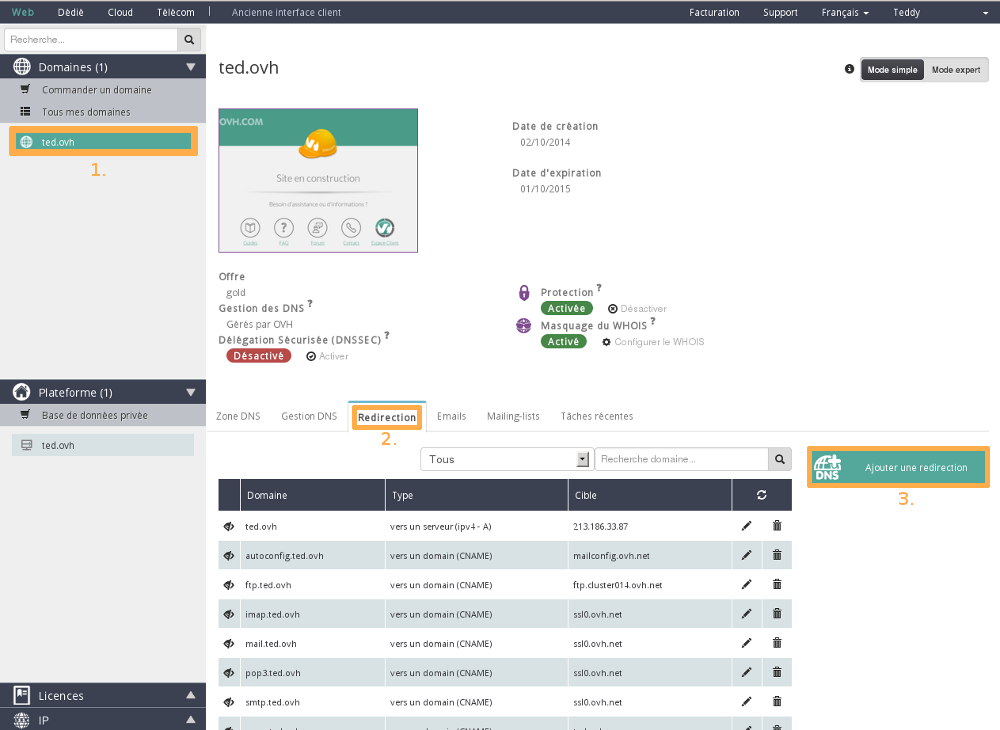 Web Dédié Cloud Télécom Ancienne interface client Facturation Support Français Teddy
Recherche...
Domaines (1)
Commander un domaine
Tous mes domaines
ted.ovh
1.
Plateforme (1)
Base de données privée
ted.ovh
Licences
IP
ted.ovh
Mode simple Mode expert
OVH.COM
Site en construction
Besoin d'assistance ou d'informations ?
Guides FAQ Forum Contact Espace Client
Date de création
02/10/2014
Date d'expiration
01/10/2015
Offre
gold
Gestion des DNS ?
Gérés par OVH
Délégation Sécurisée (DNSSEC) ?
Désactivé Activer
Protection ?
Activée Désactiver
Masquage du WHOIS ?
Activé Configurer le WHOIS
Zone DNS Gestion DNS Redirection Emails Mailing-lists Tâches récentes
2.
Tous Recherche domaine...
DNS Ajouter une redirection
3.
Domaine Type Cible
ted.ovh vers un serveur (ipv4 - A) 213.186.33.87
autoconfig.ted.ovh vers un domain (CNAME) mailconfig.ovh.net
ftp.ted.ovh vers un domain (CNAME) ftp.cluster014.ovh.net
imap.ted.ovh vers un domain (CNAME) ssl0.ovh.net
mail.ted.ovh vers un domain (CNAME) ssl0.ovh.net
pop3.ted.ovh vers un domain (CNAME) ssl0.ovh.net
smtp.ted.ovh vers un domain (CNAME) ssl0.ovh.net